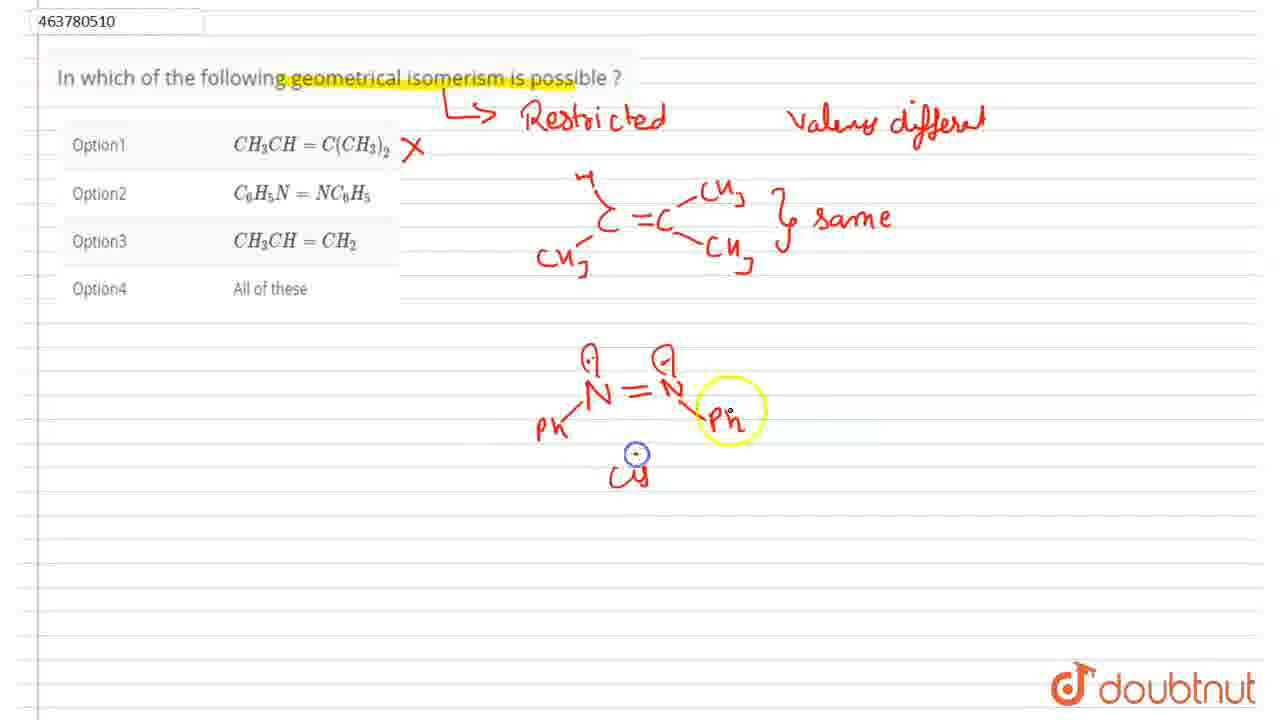 463780510
In which of the following geometrical isomerism is possible ?
Restricted
Valency different
Option1 CH₃CH = C(CH₃)₂ X
Option2 C₆H₅N = NC₆H₅
Option3 CH₃CH = CH₂
Option4 All of these
H CH₃
C = C } same
CH₃ CH₃
N = N
Ph Ph
Cis
doubtnut